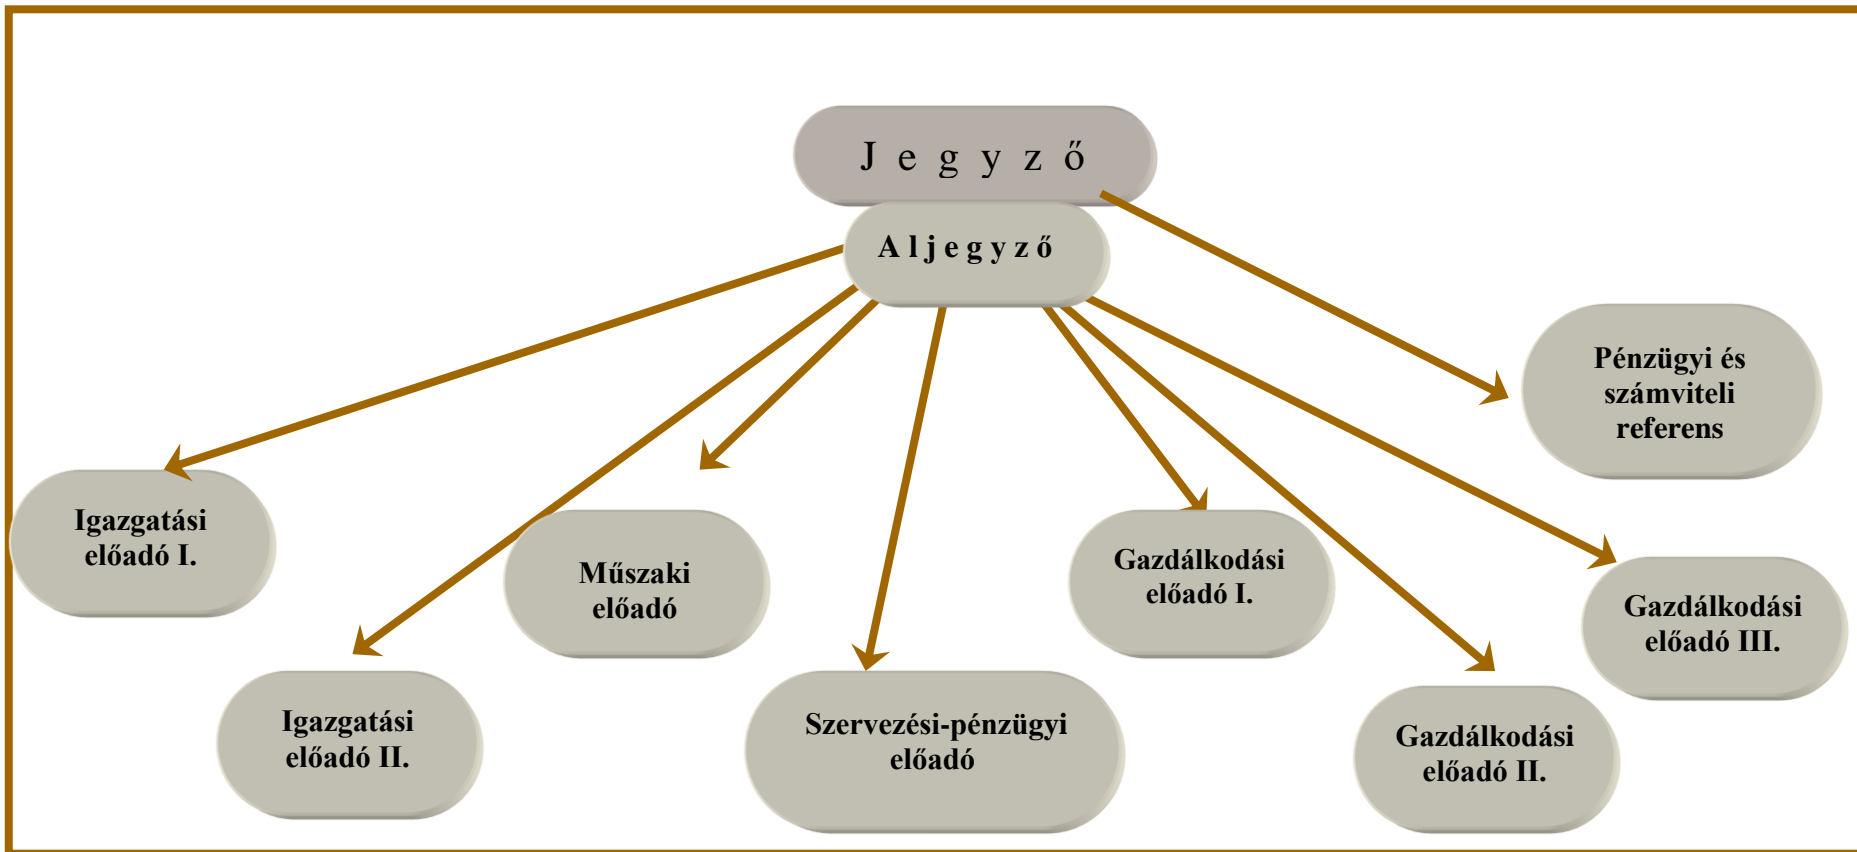 J e g y z ő
A l j e g y z ő
Pénzügyi és
számviteli
referens
Igazgatási
előadó I.
Műszaki
előadó
Gazdálkodási
előadó I.
Gazdálkodási
előadó III.
Igazgatási
előadó II.
Szervezési-pénzügyi
előadó
Gazdálkodási
előadó II.